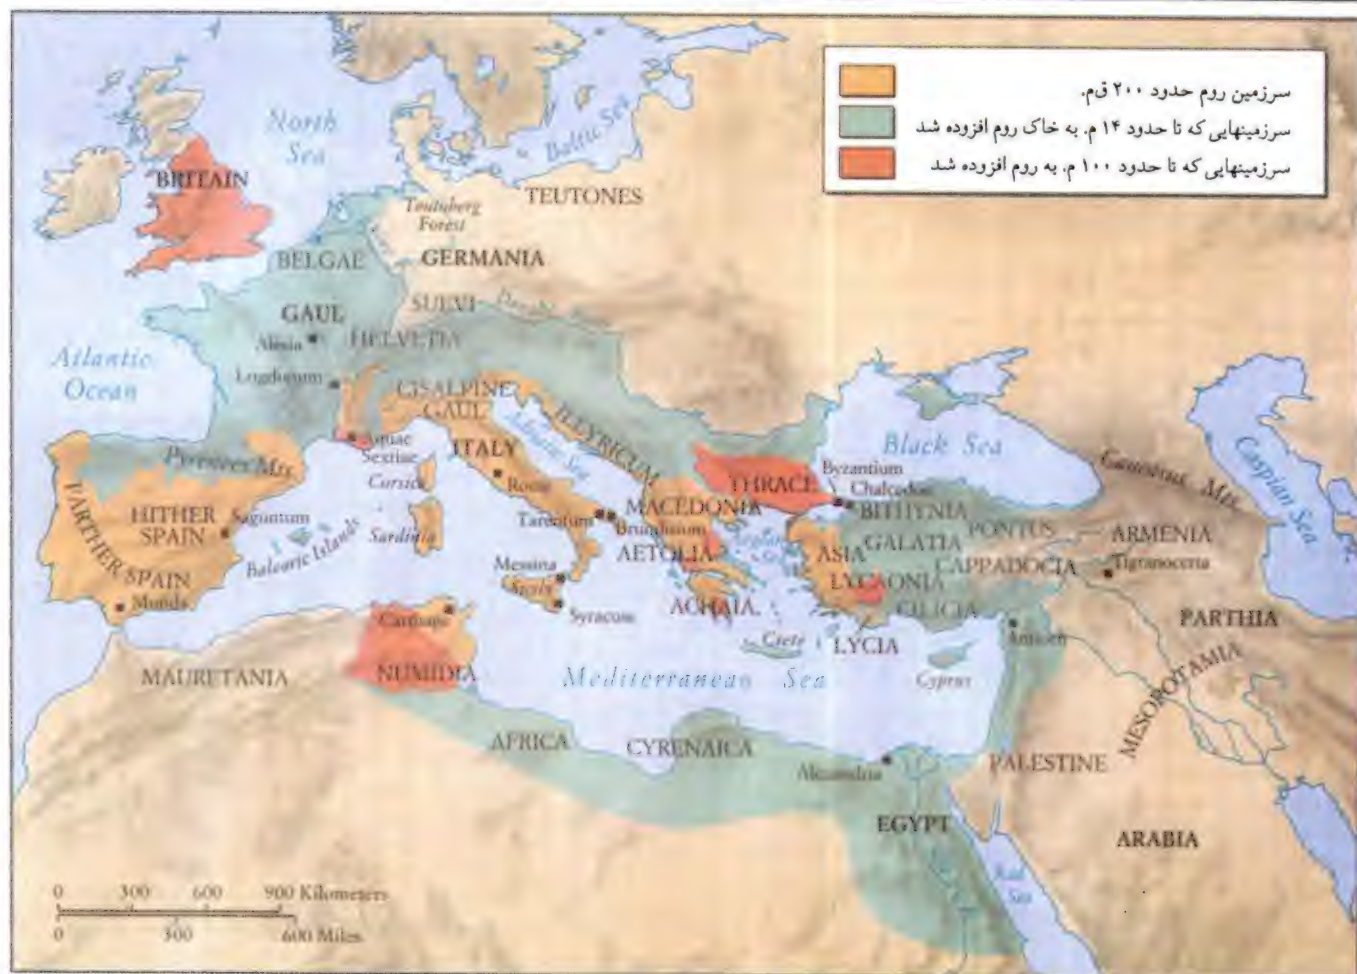 سرزمین روم حدود ۲۰۰ ق‌م.
سرزمینهایی که تا حدود ۱۴ م. به خاک روم افزوده شد
سرزمینهایی که تا حدود ۱۰۰ م. به روم افزوده شد
North
Sea
Baltic Sea
BRITAIN
TEUTONES
Teutoberg
Forest
BELGAE
GERMANIA
SUEVI
GAUL
Alesia
HELVETIA
Atlantic
Ocean
Lugdunum
CISALPINE
GAUL
ILLYRICUM
Adriatic Sea
Black Sea
Caspian Sea
Caucasus Mts.
Pyrenees Mts.
Aquae
Sextiae
ITALY
Corsica
Rome
THRACE
Byzantium
Chalcedon
BITHYNIA
PONTUS
ARMENIA
FARTHER SPAIN
HITHER
SPAIN
Saguntum
Balearic Islands
Sardinia
Tarentum
Brundisium
MACEDONIA
AETOLIA
Aegean
Sea
ASIA
GALATIA
CAPPADOCIA
Tigranocerta
LYCAONIA
CILICIA
Munda
Messina
Sicily
Syracuse
ACHAIA
Crete
LYCIA
Cyprus
Antioch
PARTHIA
MESOPOTAMIA
Carthage
NUMIDIA
MAURETANIA
Mediterranean Sea
AFRICA
CYRENAICA
Alexandria
PALESTINE
EGYPT
ARABIA
Red
Sea
0 300 600 900 Kilometers
0 300 600 Miles